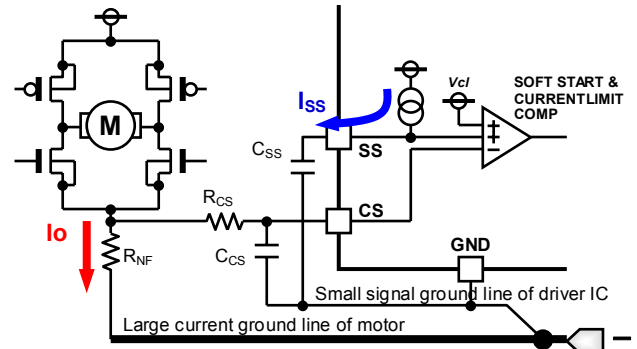 Vcl
SOFT START &
CURRENTLIMIT
COMP
ISS
M
CSS
SS
RCS
CS
Io
RNF
CCS
GND
Small signal ground line of driver IC
Large current ground line of motor